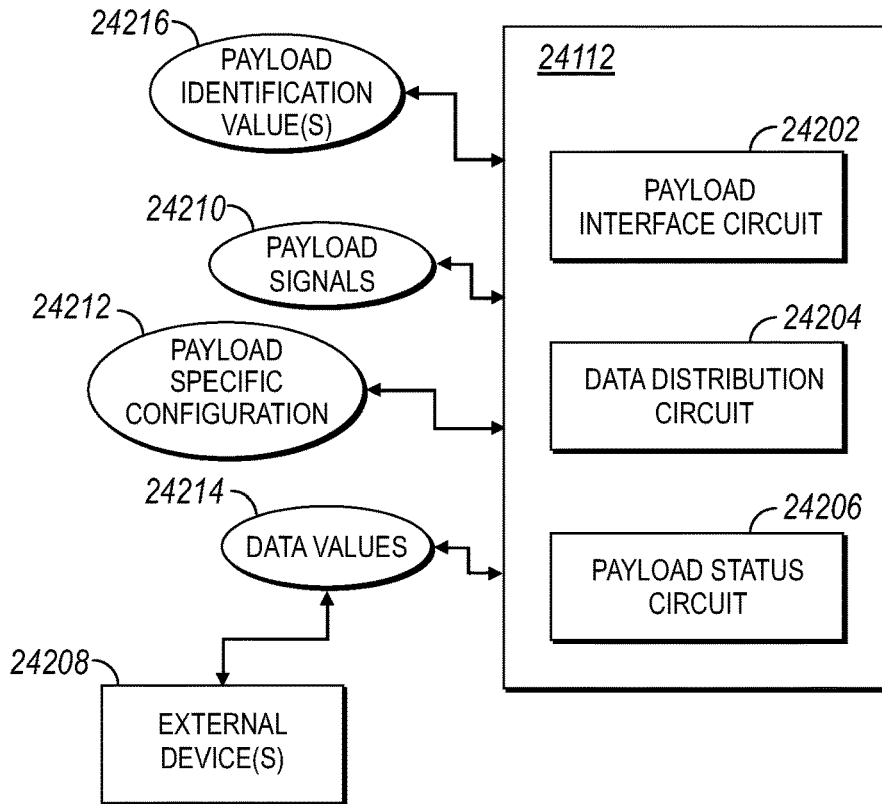 24216
PAYLOAD
IDENTIFICATION
VALUE(S)
24210
PAYLOAD
SIGNALS
24212
PAYLOAD
SPECIFIC
CONFIGURATION
24214
DATA VALUES
24208
EXTERNAL
DEVICE(S)
24112
24202
PAYLOAD
INTERFACE CIRCUIT
24204
DATA DISTRIBUTION
CIRCUIT
24206
PAYLOAD STATUS
CIRCUIT